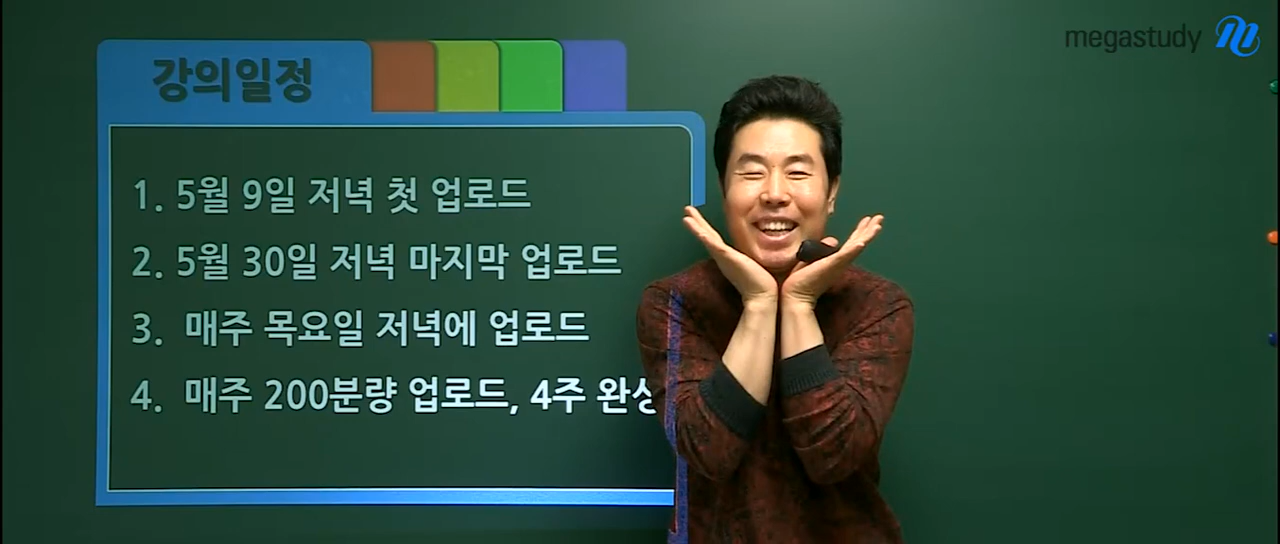 megastudy
강의일정
1. 5월 9일 저녁 첫 업로드
2. 5월 30일 저녁 마지막 업로드
3. 매주 목요일 저녁에 업로드
4. 매주 200분량 업로드, 4주 완성